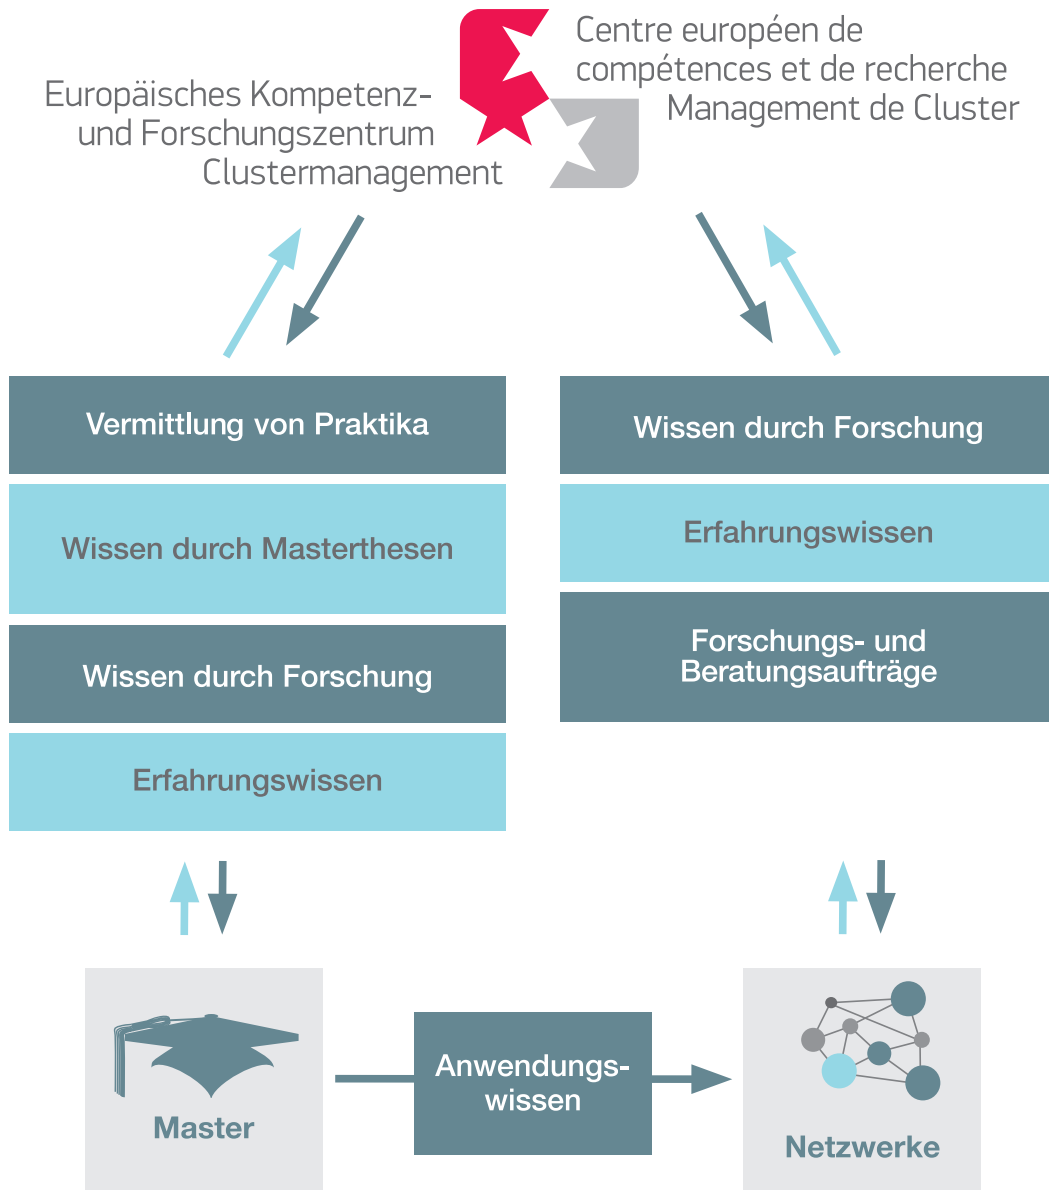 Europäisches Kompetenz-
und Forschungszentrum
Clustermanagement
Centre européen de
compétences et de recherche
Management de Cluster
Vermittlung von Praktika
Wissen durch Masterthesen
Wissen durch Forschung
Erfahrungswissen
Wissen durch Forschung
Erfahrungswissen
Forschungs- und
Beratungsaufträge
Master
Anwendungs-
wissen
Netzwerke